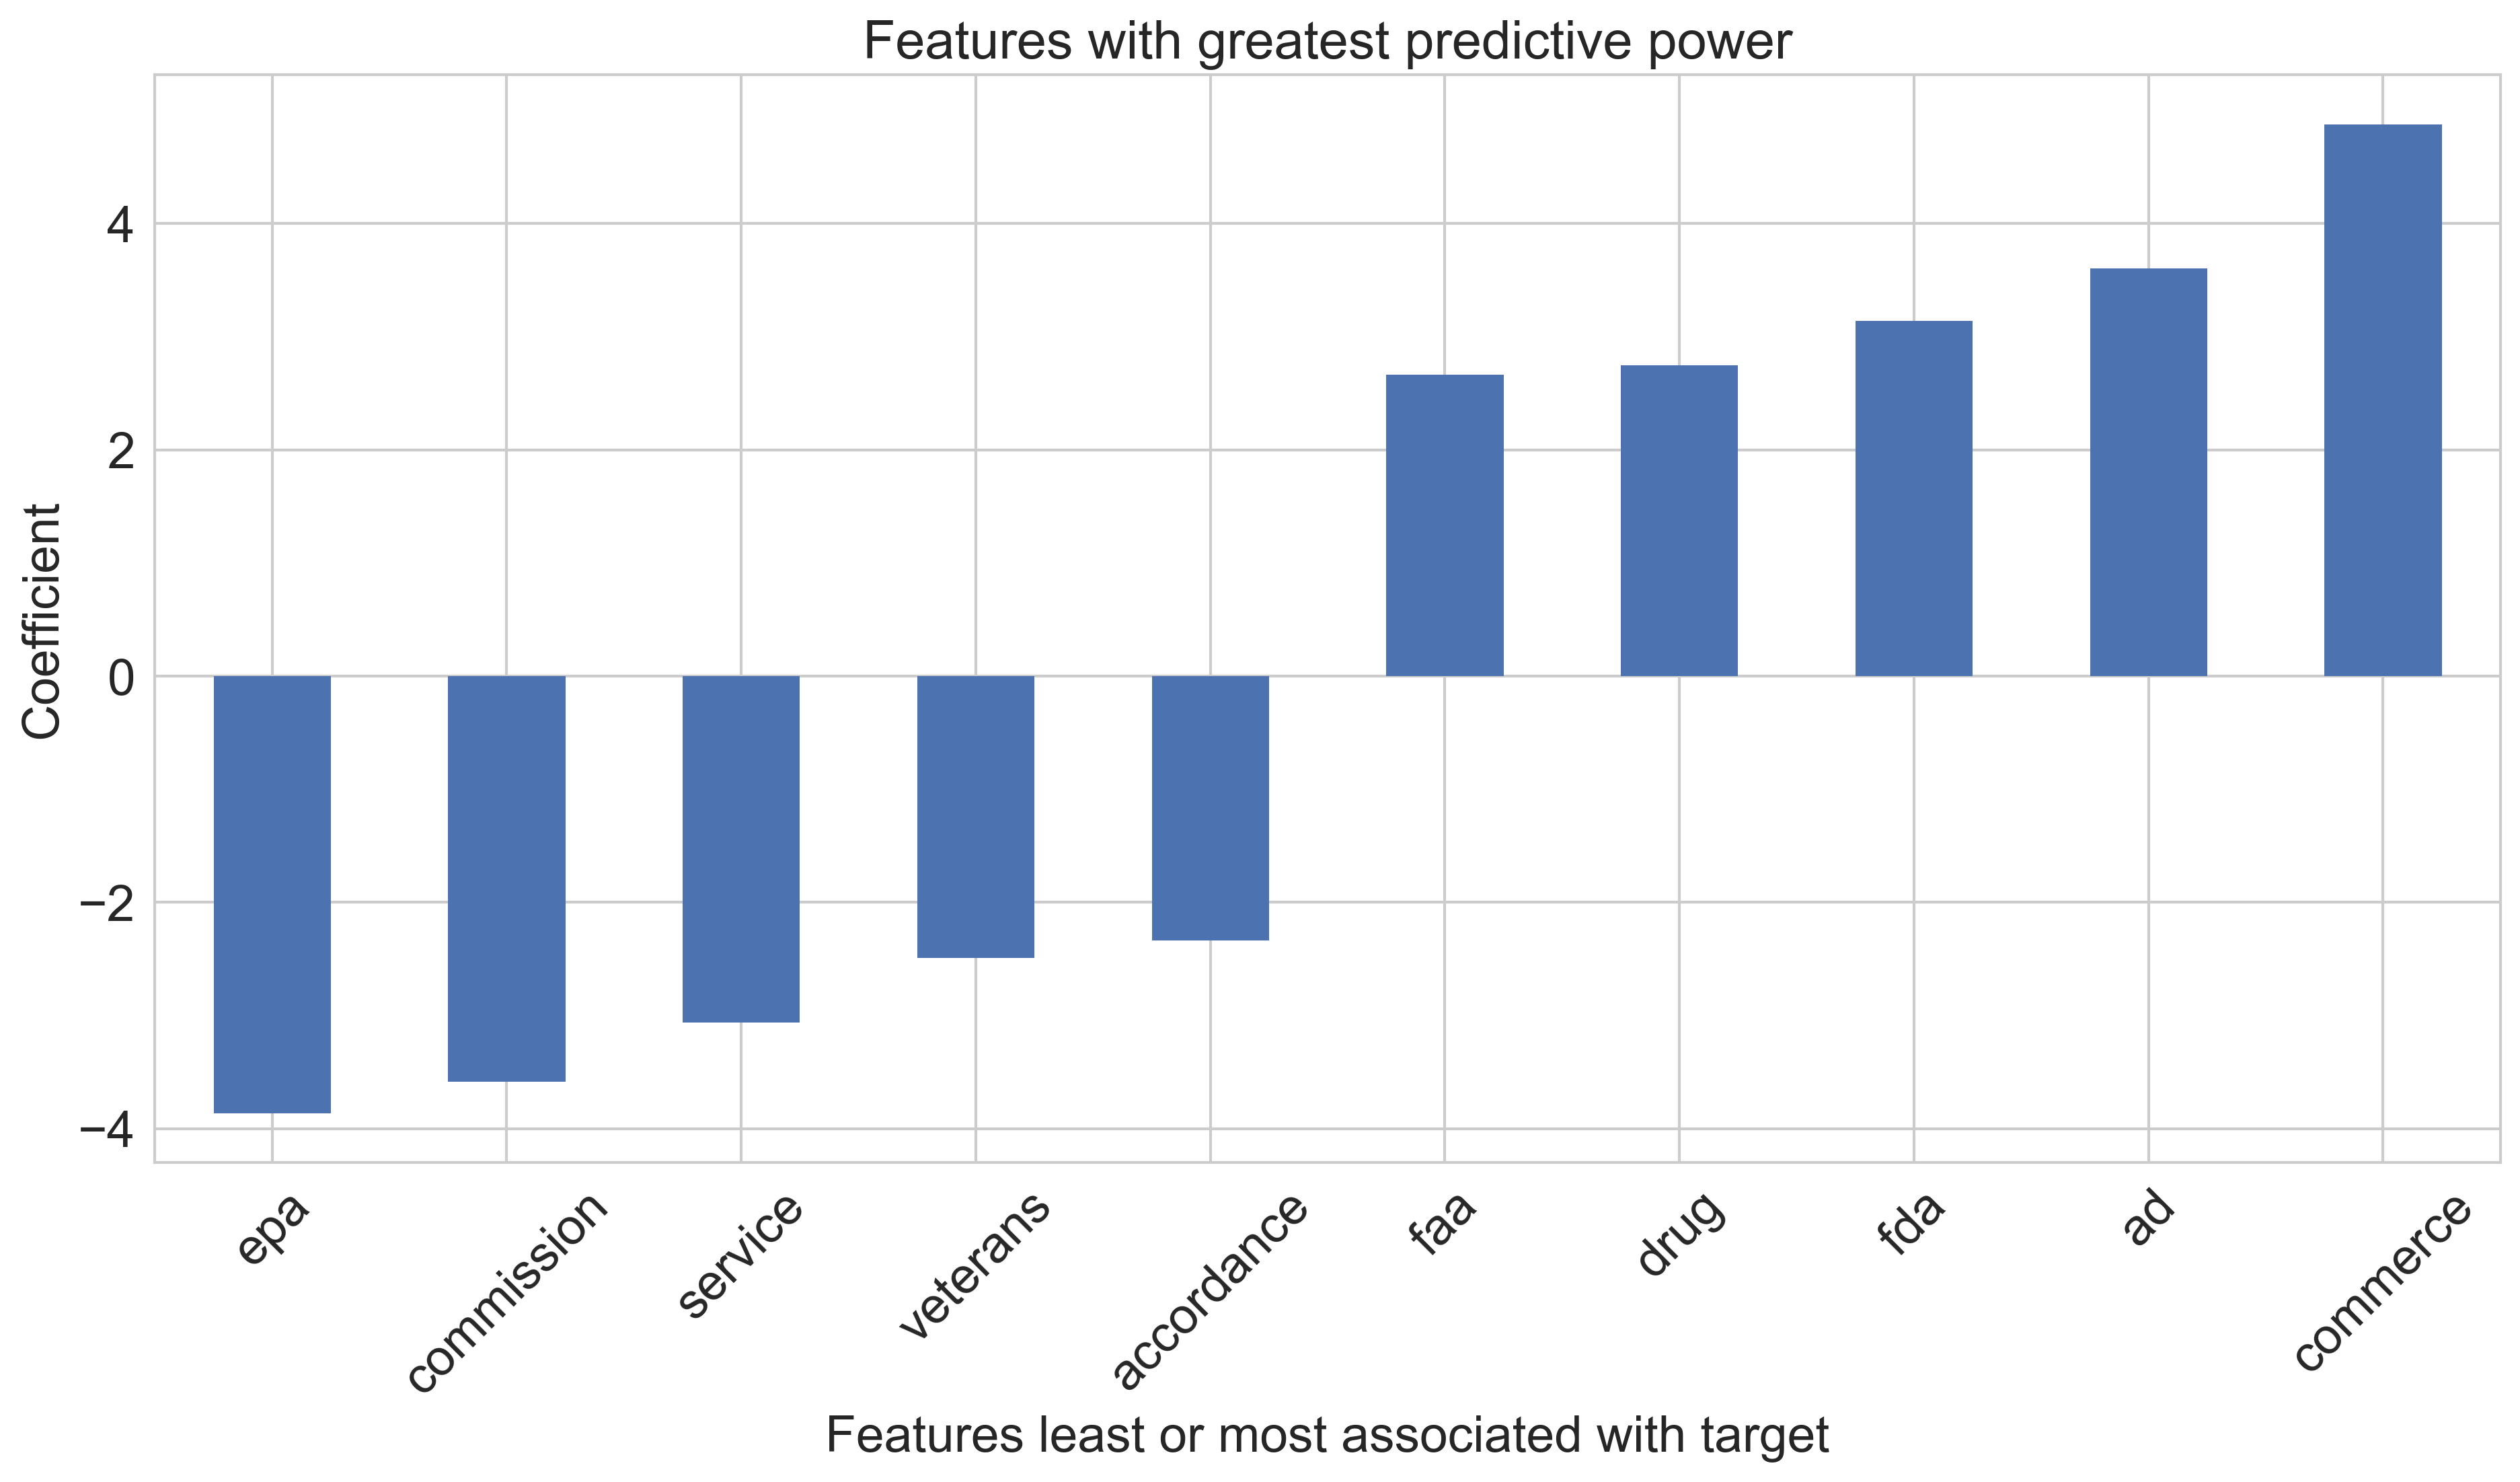 Features with greatest predictive power
Coefficient
4
2
0
−2
−4
epa
commission
service
veterans
accordance
faa
drug
fda
ad
commerce
Features least or most associated with target